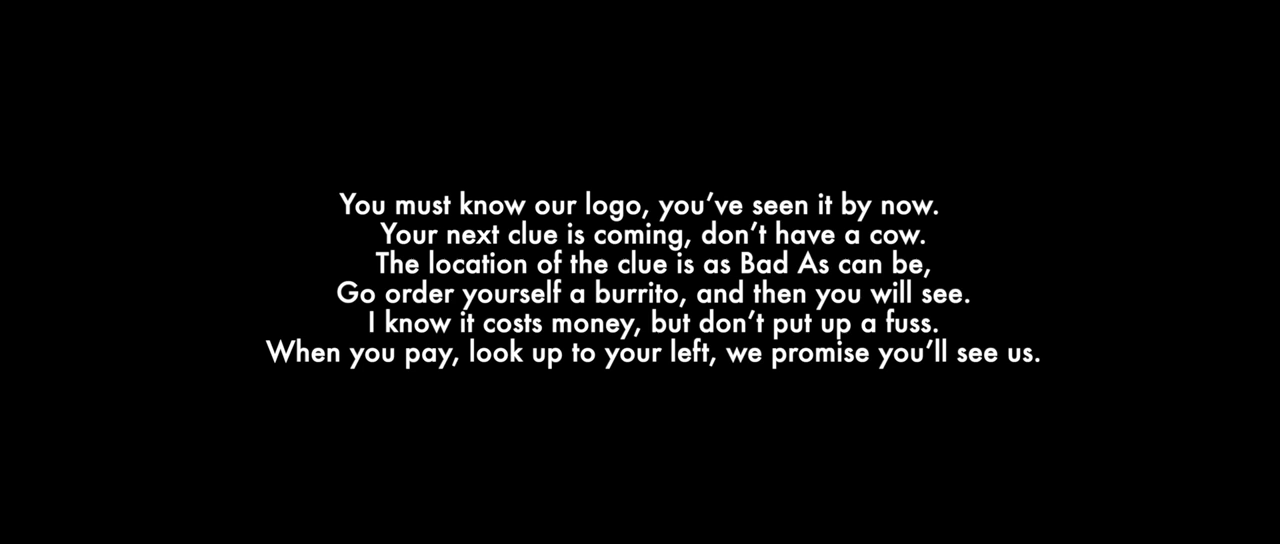 You must know our logo, you’ve seen it by now.
Your next clue is coming, don’t have a cow.
The location of the clue is as Bad As can be,
Go order yourself a burrito, and then you will see.
I know it costs money, but don’t put up a fuss.
When you pay, look up to your left, we promise you’ll see us.